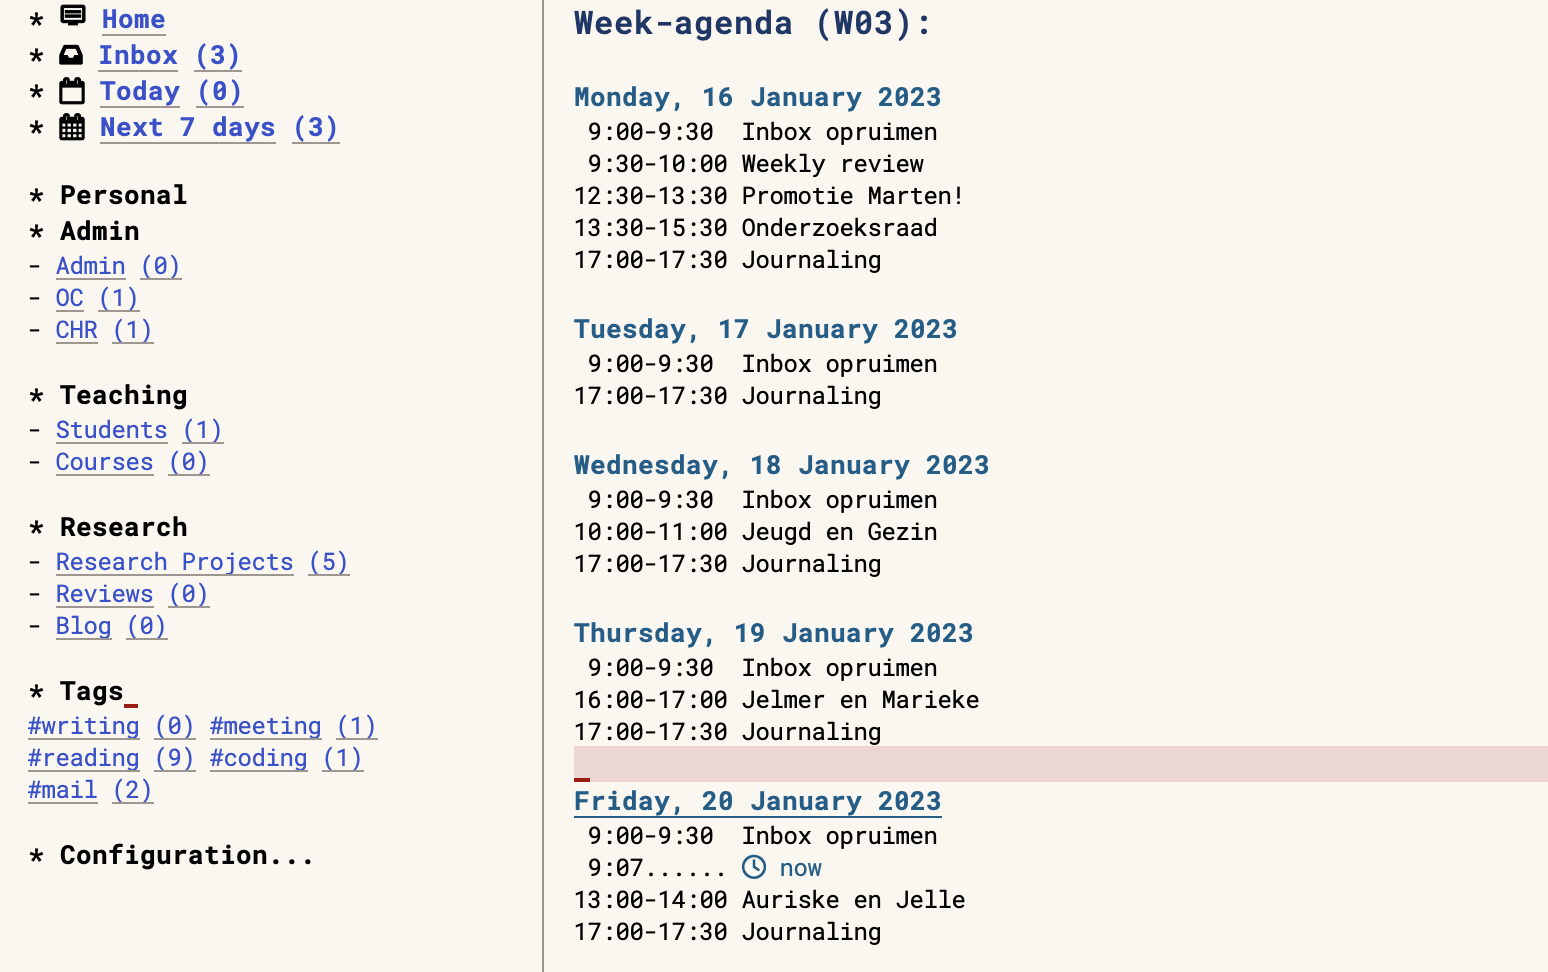 * Home
* Inbox (3)
* Today (0)
* Next 7 days (3)
* Personal
* Admin
- Admin (0)
- OC (1)
- CHR (1)
* Teaching
- Students (1)
- Courses (0)
* Research
- Research Projects (5)
- Reviews (0)
- Blog (0)
* Tags
#writing (0) #meeting (1)
#reading (9) #coding (1)
#mail (2)
* Configuration...
Week-agenda (W03):
Monday, 16 January 2023
9:00-9:30 Inbox opruimen
9:30-10:00 Weekly review
12:30-13:30 Promotie Marten!
13:30-15:30 Onderzoeksraad
17:00-17:30 Journaling
Tuesday, 17 January 2023
9:00-9:30 Inbox opruimen
17:00-17:30 Journaling
Wednesday, 18 January 2023
9:00-9:30 Inbox opruimen
10:00-11:00 Jeugd en Gezin
17:00-17:30 Journaling
Thursday, 19 January 2023
9:00-9:30 Inbox opruimen
16:00-17:00 Jelmer en Marieke
17:00-17:30 Journaling
Friday, 20 January 2023
9:00-9:30 Inbox opruimen
9:07...... now
13:00-14:00 Auriske en Jelle
17:00-17:30 Journaling